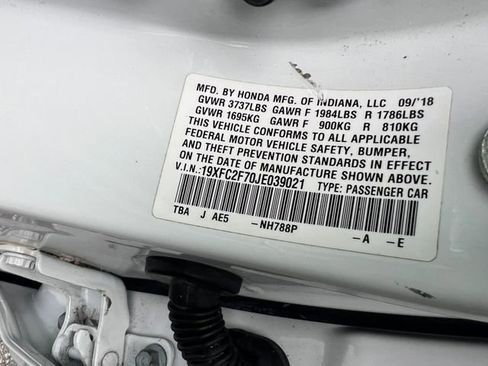 MFD. BY HONDA MFG. OF INDIANA, LLC 09/'18
GVWR 3737LBS GAWR F 1984LBS R 1786LBS
GVWR 1695KG GAWR F 900KG R 810KG
THIS VEHICLE CONFORMS TO ALL APPLICABLE
FEDERAL MOTOR VEHICLE SAFETY, BUMPER,
AND THEFT PREVENTION STANDARDS IN EFFECT
ON THE DATE OF MANUFACTURE SHOWN ABOVE.
V.I.N.:19XFC2F70JE039021 TYPE: PASSENGER CAR
TBA J AE5 -NH788P -A -E